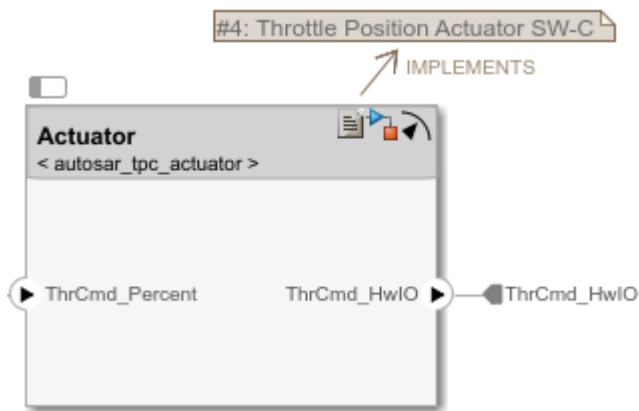 #4: Throttle Position Actuator SW-C
IMPLEMENTS
Actuator
< autosar_tpc_actuator >
ThrCmd_Percent
ThrCmd_HwIO
ThrCmd_HwIO